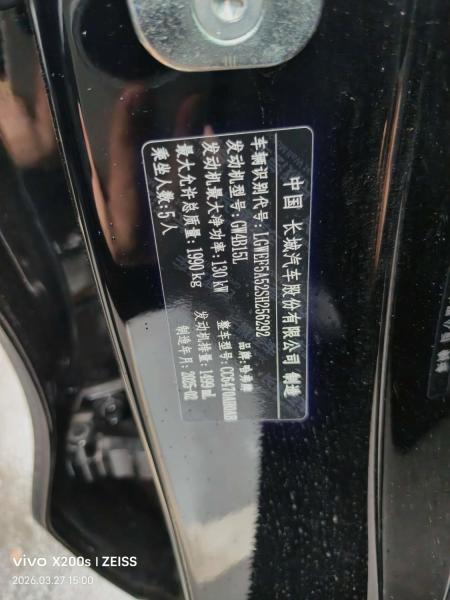 中国 长城汽车股份有限公司 制造
品牌:哈弗牌
车辆识别代号: LGWEF5A52SH256292
发动机型号: GW4B15L
发动机最大净功率: 130 kW
发动机排量: 1499 mL
最大允许总质量: 1990 kg
制造年月: 2025-02
乘坐人数: 5人
整车型号:
vivo X200s | ZEISS
2026.03.27 15:00